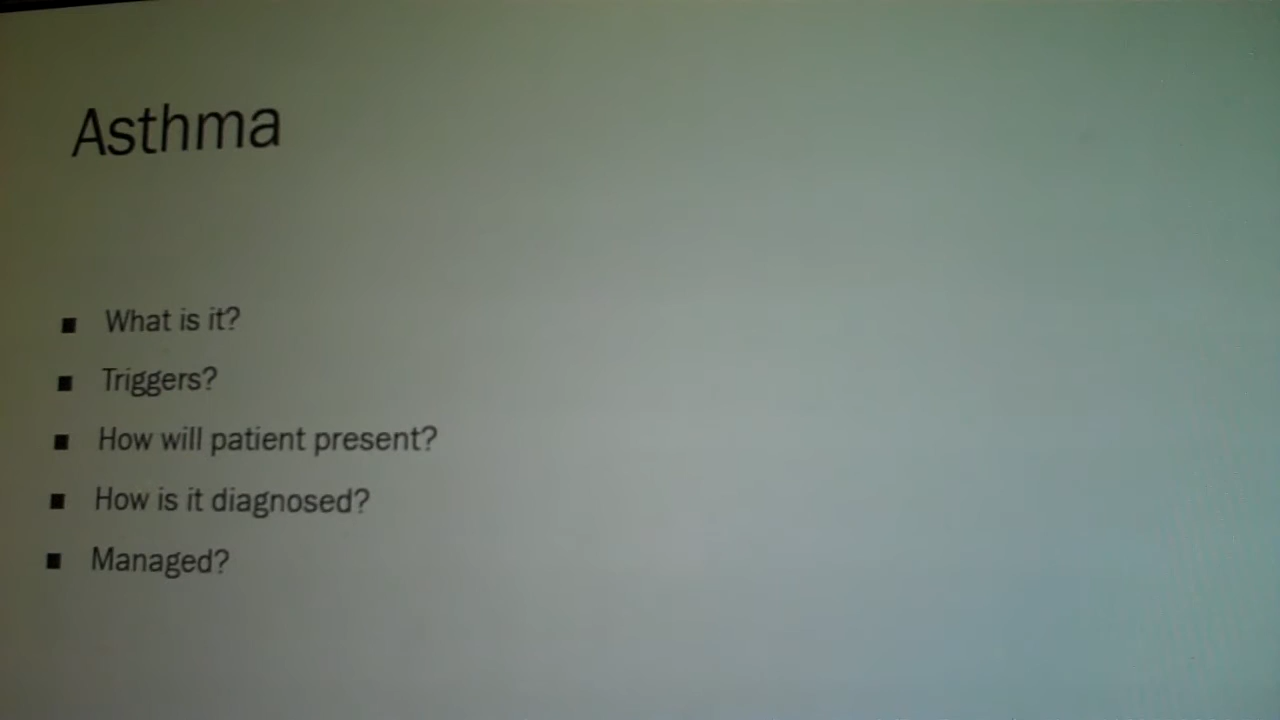 Asthma
■ What is it?
■ Triggers?
■ How will patient present?
■ How is it diagnosed?
■ Managed?